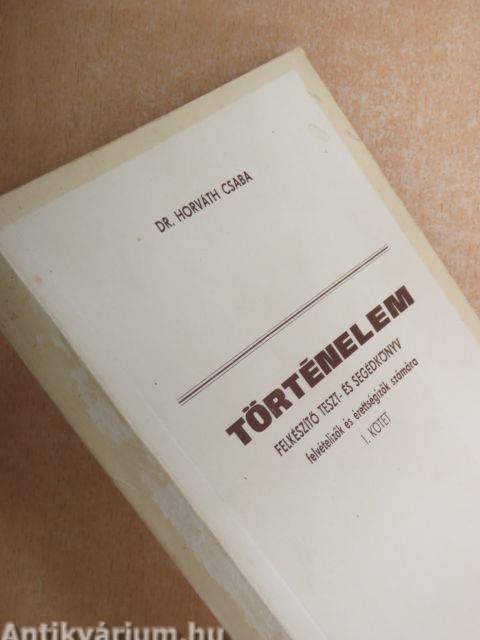 DR. HORVÁTH CSABA
TÖRTÉNELEM
FELKÉSZÍTŐ TESZT- ÉS SEGÉDKÖNYV
felvételizők és érettségizők számára
I. KÖTET
Antikvárium.hu